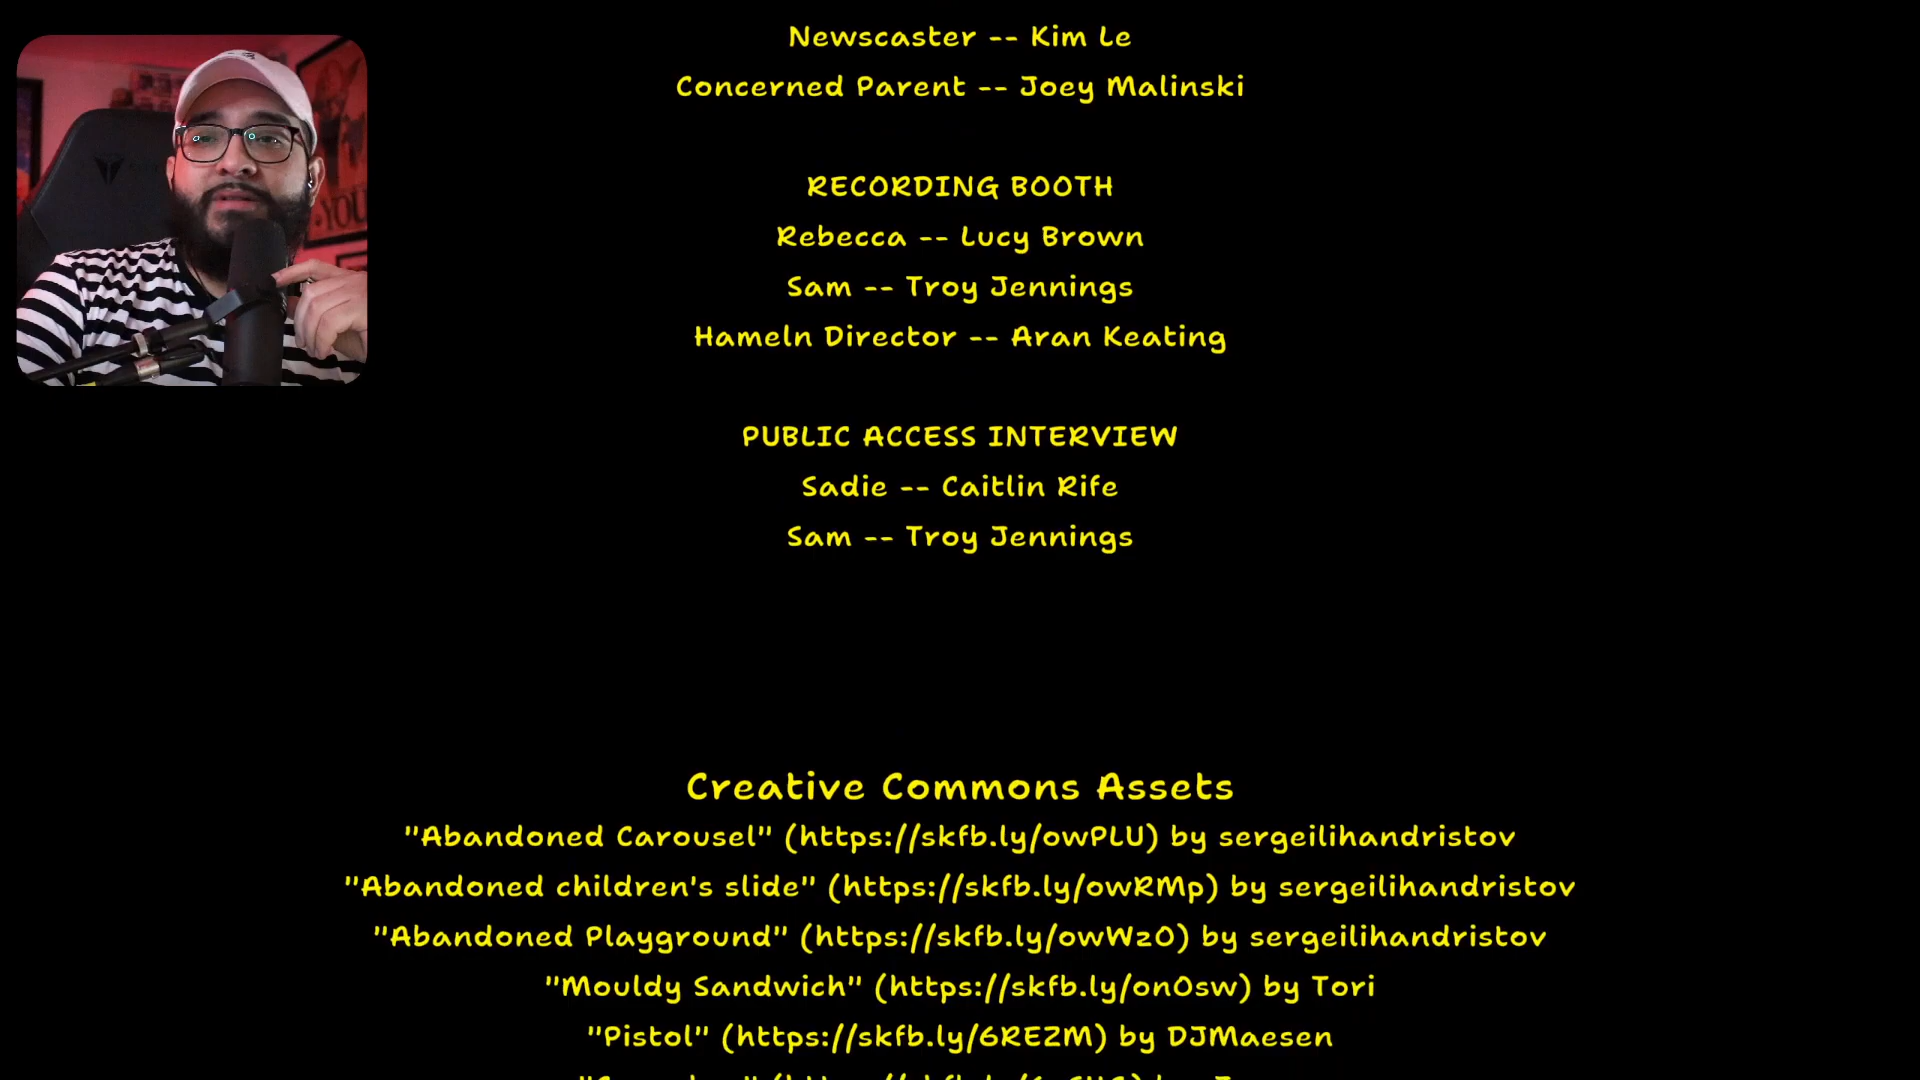 Newscaster -- Kim Le
Concerned Parent -- Joey Malinski
RECORDING BOOTH
Rebecca -- Lucy Brown
Sam -- Troy Jennings
Hameln Director -- Aran Keating
PUBLIC ACCESS INTERVIEW
Sadie -- Caitlin Rife
Sam -- Troy Jennings
Creative Commons Assets
"Abandoned Carousel" (https://skfb.ly/owPLU) by sergeilihandristov
"Abandoned children's slide" (https://skfb.ly/owRMp) by sergeilihandristov
"Abandoned Playground" (https://skfb.ly/owWzO) by sergeilihandristov
"Mouldy Sandwich" (https://skfb.ly/onOsw) by Tori
"Pistol" (https://skfb.ly/6REZM) by DJMaesen